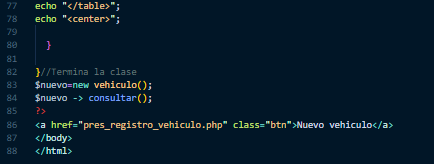 77 echo "</table>";
78 echo "<center>";
79
80 }
81
82 }//Termina la clase
83 $nuevo=new vehiculo();
84 $nuevo -> consultar();
85 ?>
86 <a href="pres_registro_vehiculo.php" class="btn">Nuevo vehiculo</a>
87 </body>
88 </html>